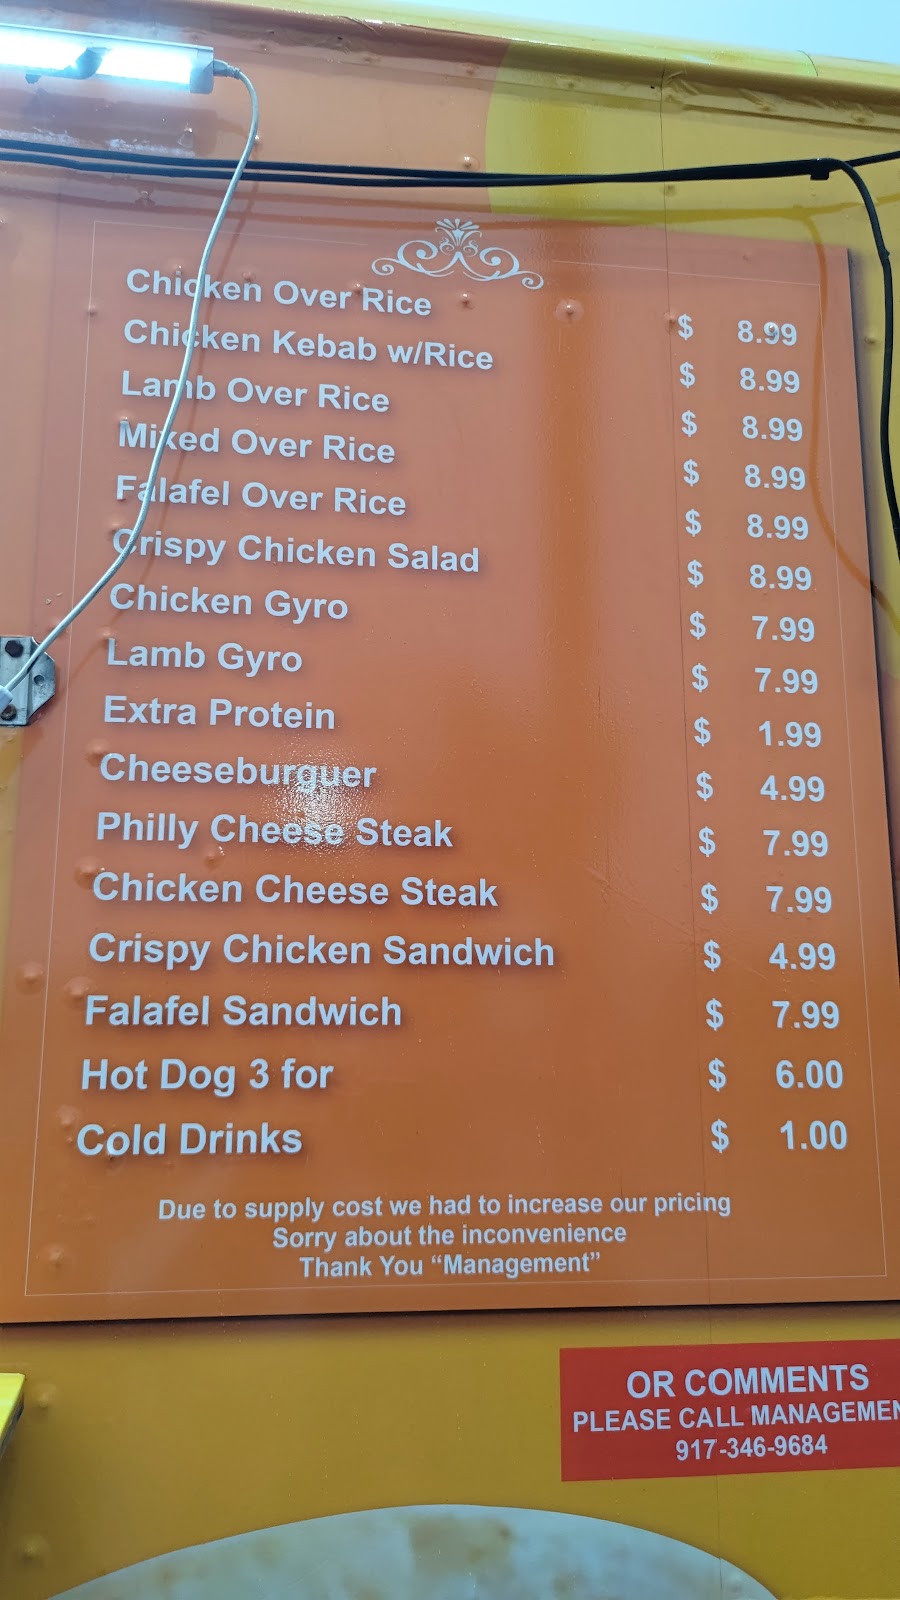 Chicken Over Rice $ 8.99
Chicken Kebab w/Rice $ 8.99
Lamb Over Rice $ 8.99
Mixed Over Rice $ 8.99
Falafel Over Rice $ 8.99
Crispy Chicken Salad $ 8.99
Chicken Gyro $ 7.99
Lamb Gyro $ 7.99
Extra Protein $ 1.99
Cheeseburguer $ 4.99
Philly Cheese Steak $ 7.99
Chicken Cheese Steak $ 7.99
Crispy Chicken Sandwich $ 4.99
Falafel Sandwich $ 7.99
Hot Dog 3 for $ 6.00
Cold Drinks $ 1.00
Due to supply cost we had to increase our pricing
Sorry about the inconvenience
Thank You “Management”
OR COMMENTS
PLEASE CALL MANAGEMEN
917-346-9684